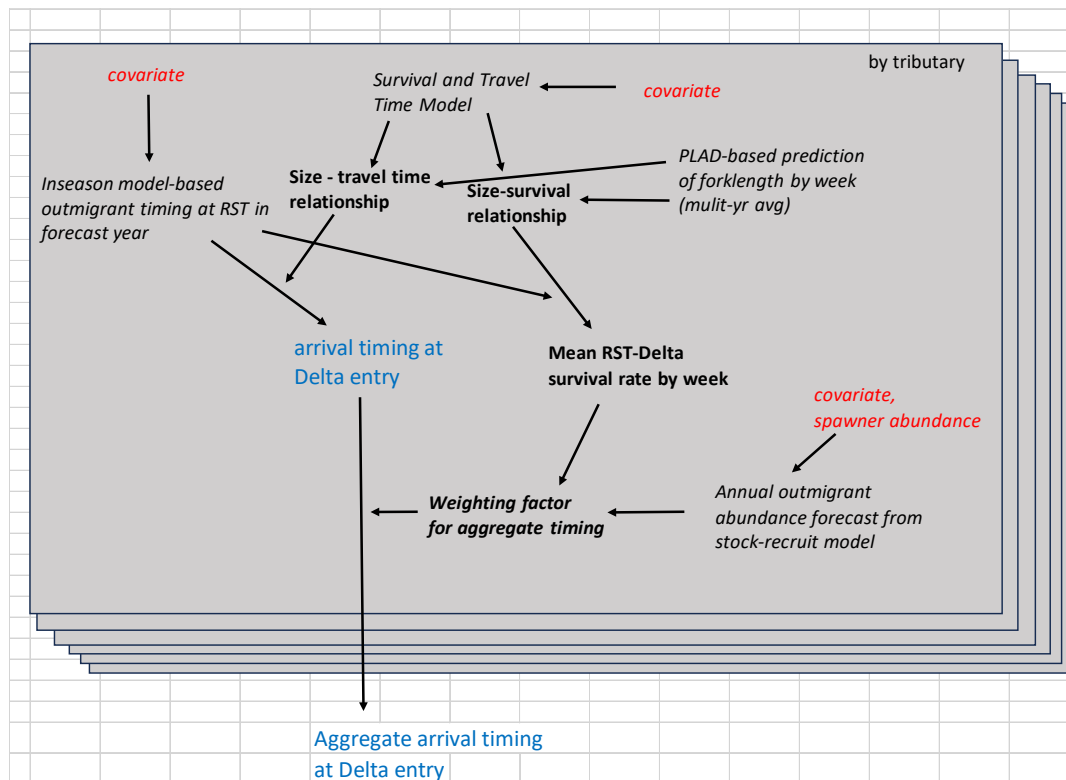 by tributary
covariate
Survival and Travel
Time Model
covariate
Inseason model-based
outmigrant timing at RST in
forecast year
Size - travel time
relationship
Size-survival
relationship
PLAD-based prediction
of forklength by week
(mulit-yr avg)
arrival timing at
Delta entry
Mean RST-Delta
survival rate by week
covariate,
spawner abundance
Weighting factor
for aggregate timing
Annual outmigrant
abundance forecast from
stock-recruit model
Aggregate arrival timing
at Delta entry